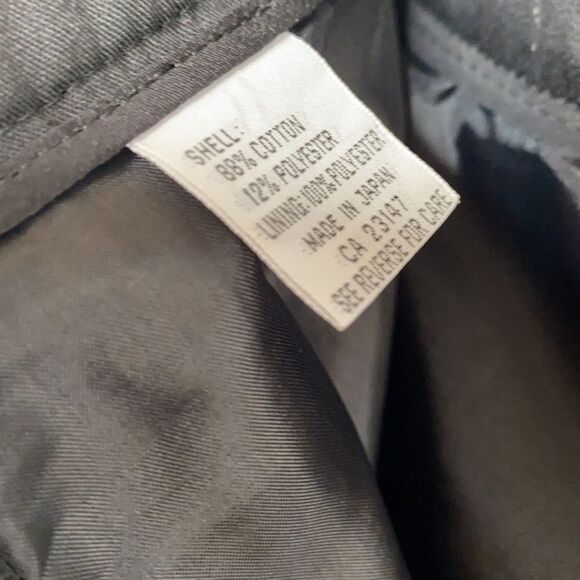 SHELL:
88% COTTON
12% POLYESTER
LINING: 100% POLYESTER
MADE IN JAPAN
CA 23147
SEE REVERSE FOR CARE